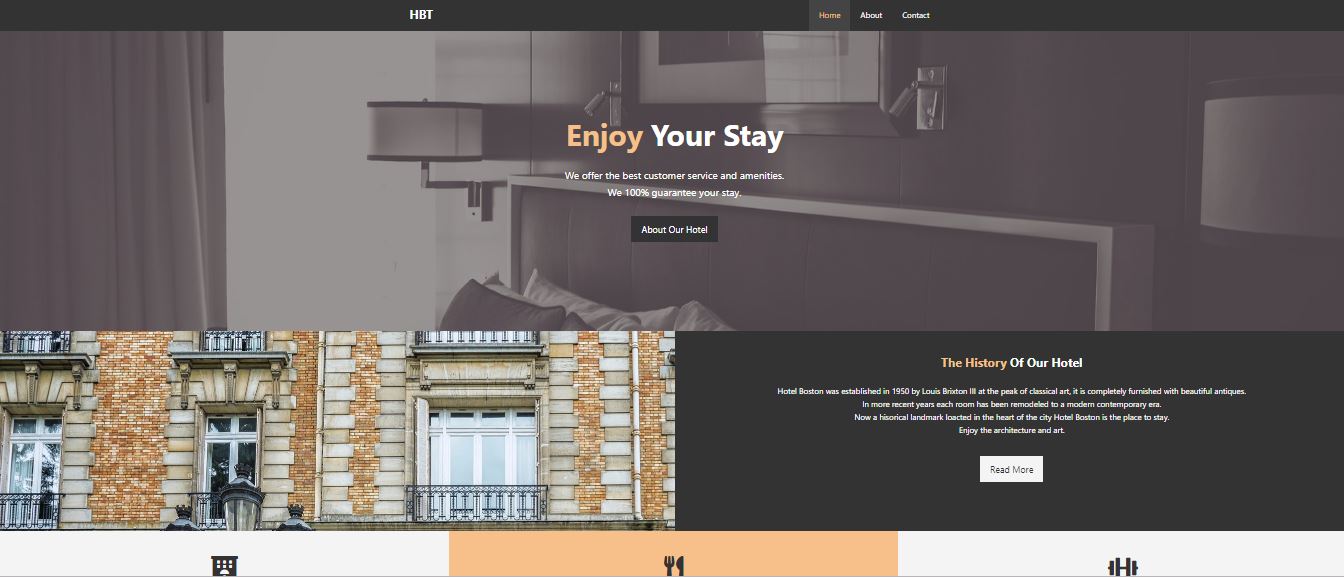 HBT
Home About Contact
Enjoy Your Stay
We offer the best customer service and amenities.
We 100% guarantee your stay.
About Our Hotel
The History Of Our Hotel
Hotel Boston was established in 1950 by Louis Brixton III at the peak of classical art, it is completely furnished with beautiful antiques.
In more recent years each room has been remodeled to a modern contemporary era.
Now a hisorical landmark loacted in the heart of the city Hotel Boston is the place to stay.
Enjoy the architecture and art.
Read More